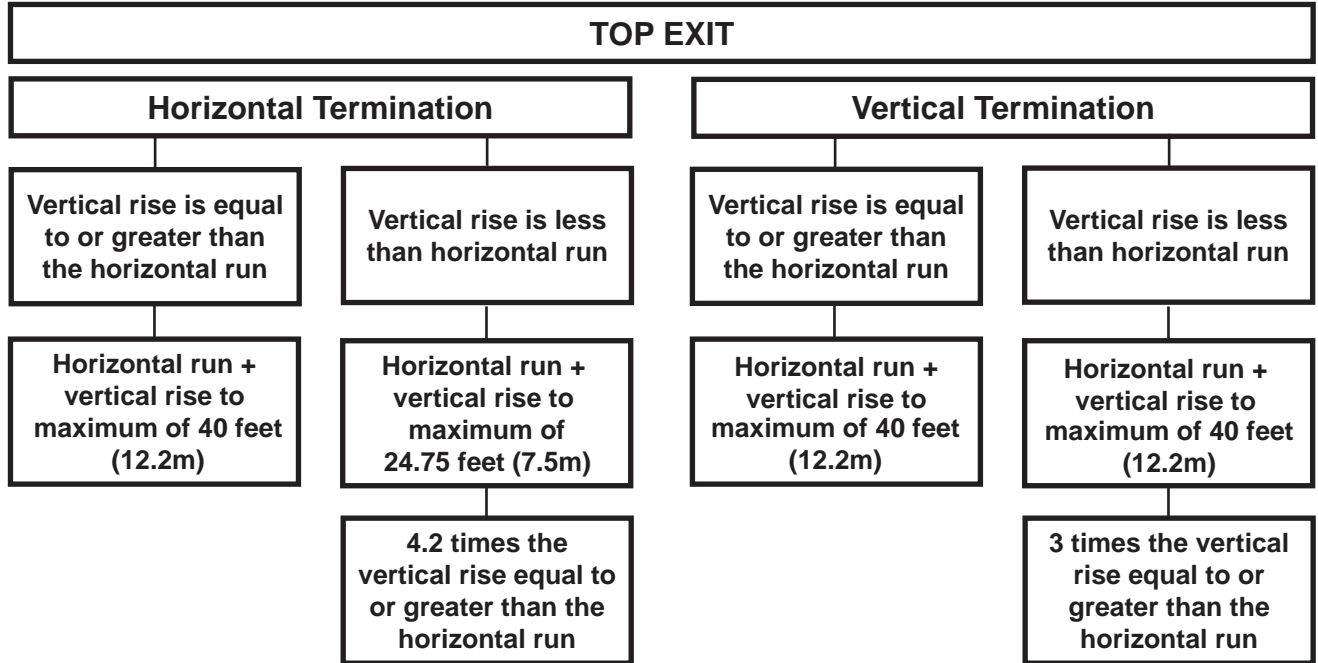 TOP EXIT
Horizontal Termination
Vertical rise is equal
to or greater than
the horizontal run
Horizontal run +
vertical rise to
maximum of 40 feet
(12.2m)
Vertical rise is less
than horizontal run
Horizontal run +
vertical rise to
maximum of
24.75 feet (7.5m)
4.2 times the
vertical rise equal to
or greater than the
horizontal run
Vertical Termination
Vertical rise is equal
to or greater than
the horizontal run
Horizontal run +
vertical rise to
maximum of 40 feet
(12.2m)
Vertical rise is less
than horizontal run
Horizontal run +
vertical rise to
maximum of 40 feet
(12.2m)
3 times the vertical
rise equal to or
greater than the
horizontal run